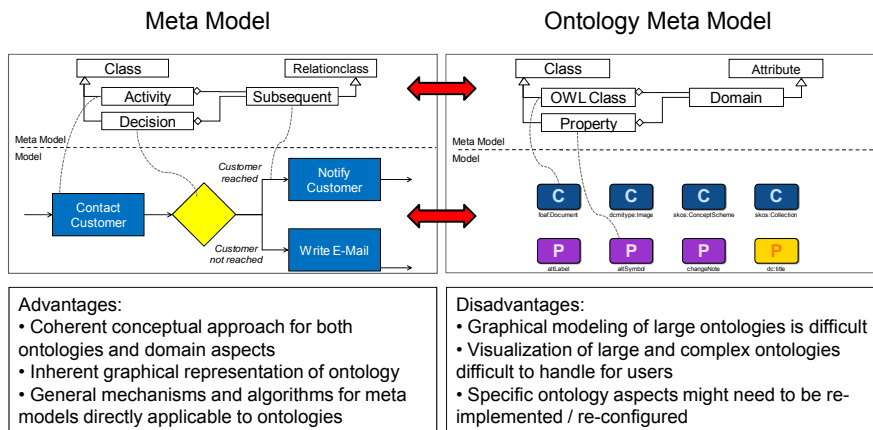 Meta Model
Ontology Meta Model
Class
Relationclass
Activity
Subsequent
Decision
Meta Model
Model
Customer
reached
Notify
Customer
Contact
Customer
Customer
not reached
Write E-Mail
Class
Attribute
OWL Class
Domain
Property
Meta Model
Model
C
C
C
C
foaf:Document
dcmitype:Image
skos:ConceptScheme
skos:Collection
P
P
P
P
altLabel
altSymbol
changeNote
dc:title
Advantages:
• Coherent conceptual approach for both
ontologies and domain aspects
• Inherent graphical representation of ontology
• General mechanisms and algorithms for meta
models directly applicable to ontologies
Disadvantages:
• Graphical modeling of large ontologies is difficult
• Visualization of large and complex ontologies
difficult to handle for users
• Specific ontology aspects might need to be re-
implemented / re-configured